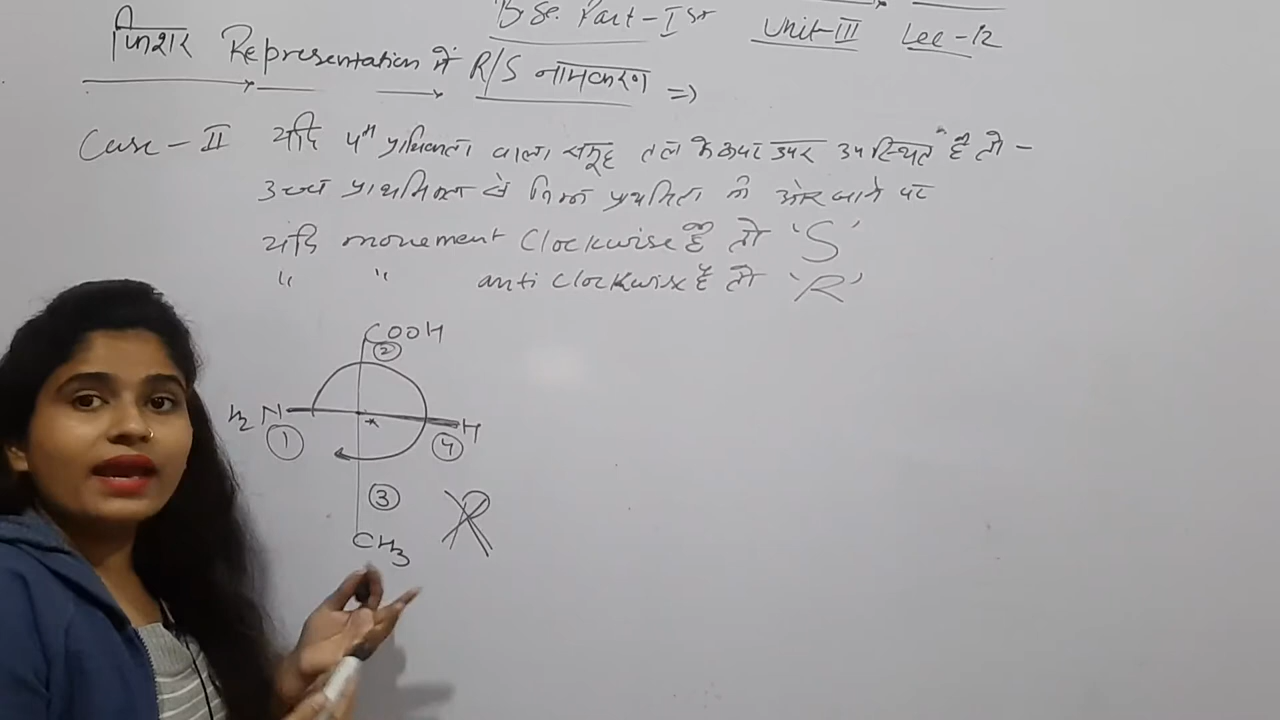 BSc. Part-Ist Unit-III Lec-12
फिशर Representation में R/S नामकरण =>
Case-II यदि 4th प्राथमिकता वाला समूह तल के ऊपर उपस्थित है तो -
उच्च प्राथमिकता से निम्न प्राथमिकता की ओर जाने पर
यदि movement Clockwise है तो 'S'
" " anti Clockwise है तो 'R'
COOH
②
H2N * H
① ④
③ R
CH3